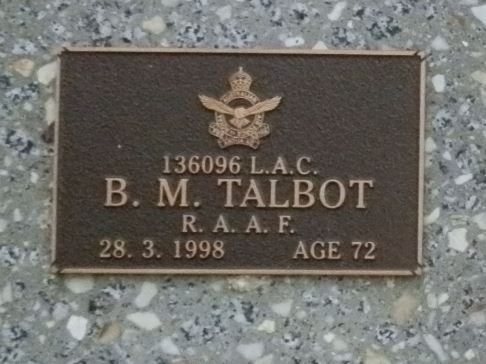 136096 L.A.C.
B. M. TALBOT
R. A. A. F.
28. 3. 1998 AGE 72